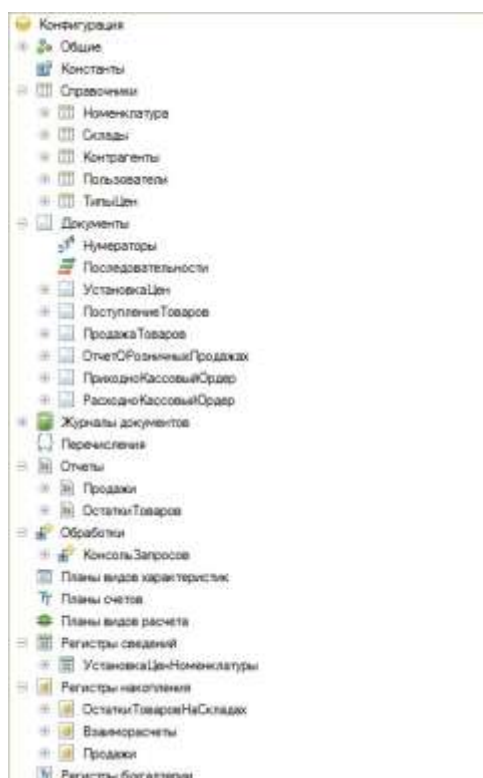 Конфигурация
Общие
Константы
Справочники
Номенклатура
Склады
Контрагенты
Пользователи
ТипыЦен
Документы
Нумераторы
Последовательности
УстановкаЦен
ПоступлениеТоваров
ПродажаТоваров
ОтчетОРозничныхПродажах
ПриходноКассовыйОрдер
РасходноКассовыйОрдер
Журналы документов
Перечисления
Отчеты
Продажи
ОстаткиТоваров
Обработки
КонсольЗапросов
Планы видов характеристик
Планы счетов
Планы видов расчета
Регистры сведений
УстановкаЦенНоменклатуры
Регистры накопления
ОстаткиТоваровНаСкладах
Взаиморасчеты
Продажи
Регистры бухгалтерии